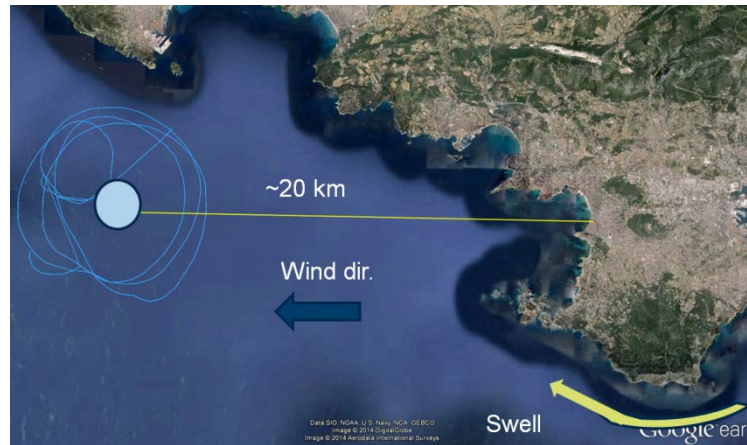 ~20 km
Wind dir.
Data SIO, NOAA, U.S. Navy, NGA, GEBCO
Image © 2014 DigitalGlobe
Image © 2014 Aerodata International Surveys
Swell
Google ear